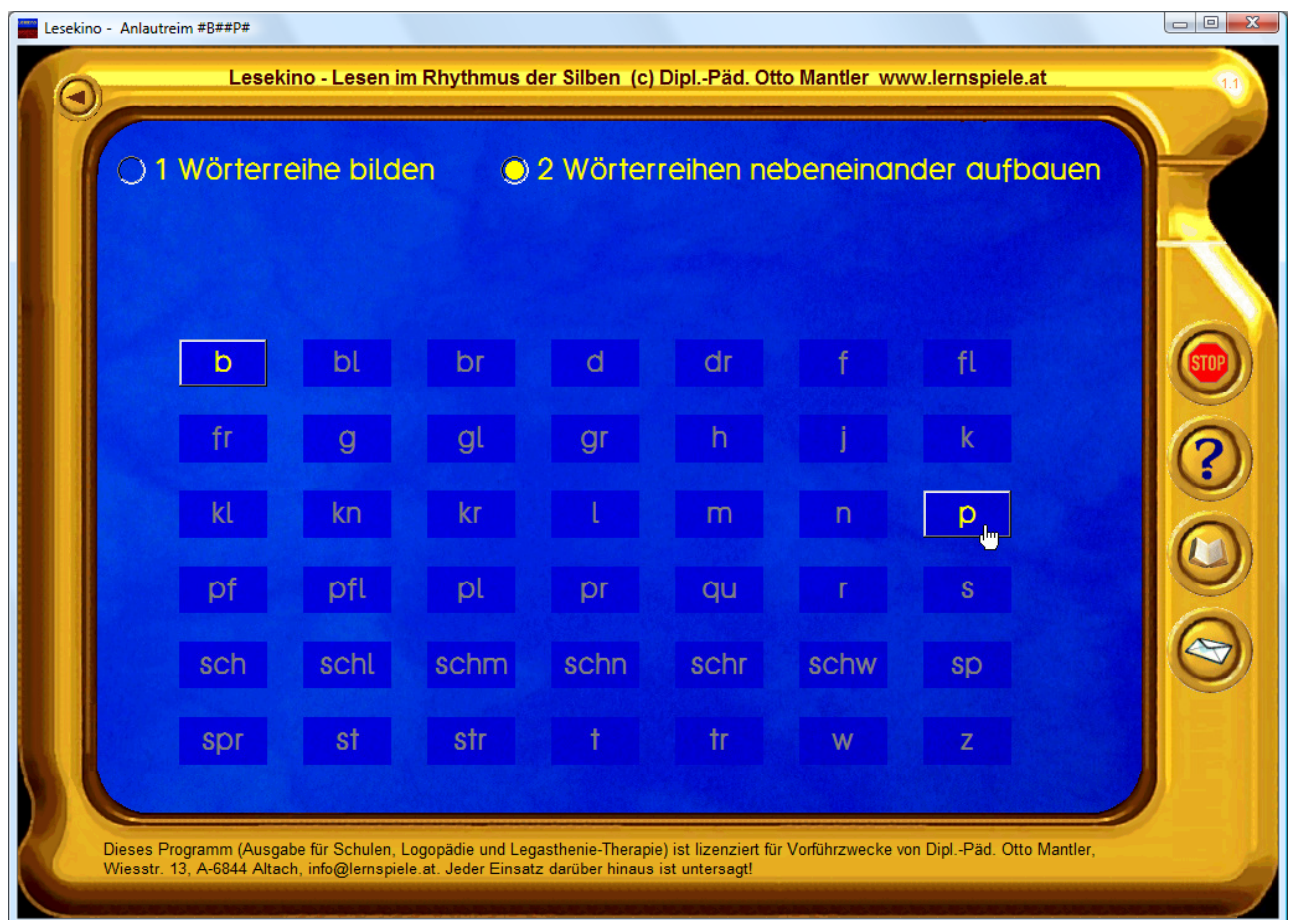 Lesekino - Anlautreim #B##P#
Lesekino - Lesen im Rhythmus der Silben (c) Dipl.-Päd. Otto Mantler www.lernspiele.at
1.1
1 Wörterreihe bilden 2 Wörterreihen nebeneinander aufbauen
b bl br d dr f fl
fr g gl gr h j k
kl kn kr l m n p
pf pfl pl pr qu r s
sch schl schm schn schr schw sp
spr st str t tr w z
STOP
?
Dieses Programm (Ausgabe für Schulen, Logopädie und Legasthenie-Therapie) ist lizenziert für Vorführzwecke von Dipl.-Päd. Otto Mantler,
Wiesstr. 13, A-6844 Altach, info@lernspiele.at. Jeder Einsatz darüber hinaus ist untersagt!